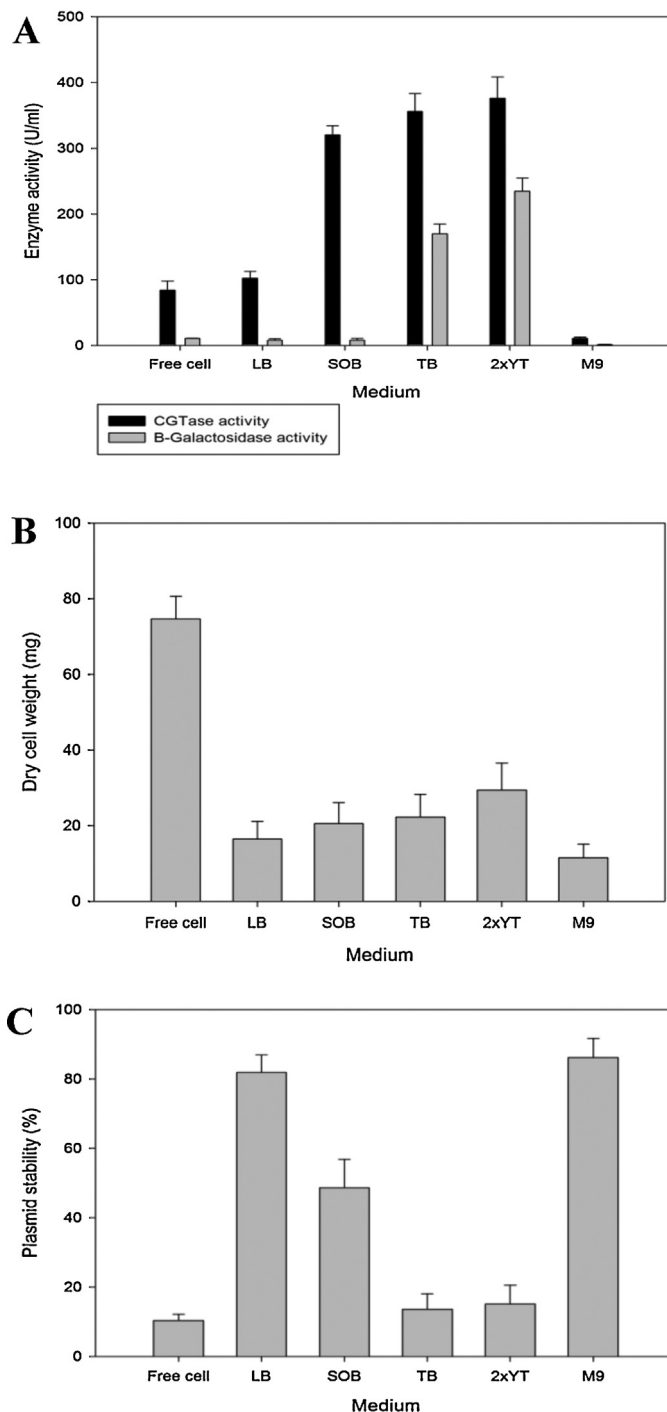 A
Enzyme activity (U/ml)
500
400
300
200
100
0
Free cell LB SOB TB 2xYT M9
Medium
CGTase activity
B-Galactosidase activity
B
Dry cell weight (mg)
100
80
60
40
20
0
Free cell LB SOB TB 2xYT M9
Medium
C
Plasmid stability (%)
100
80
60
40
20
0
Free cell LB SOB TB 2xYT M9
Medium